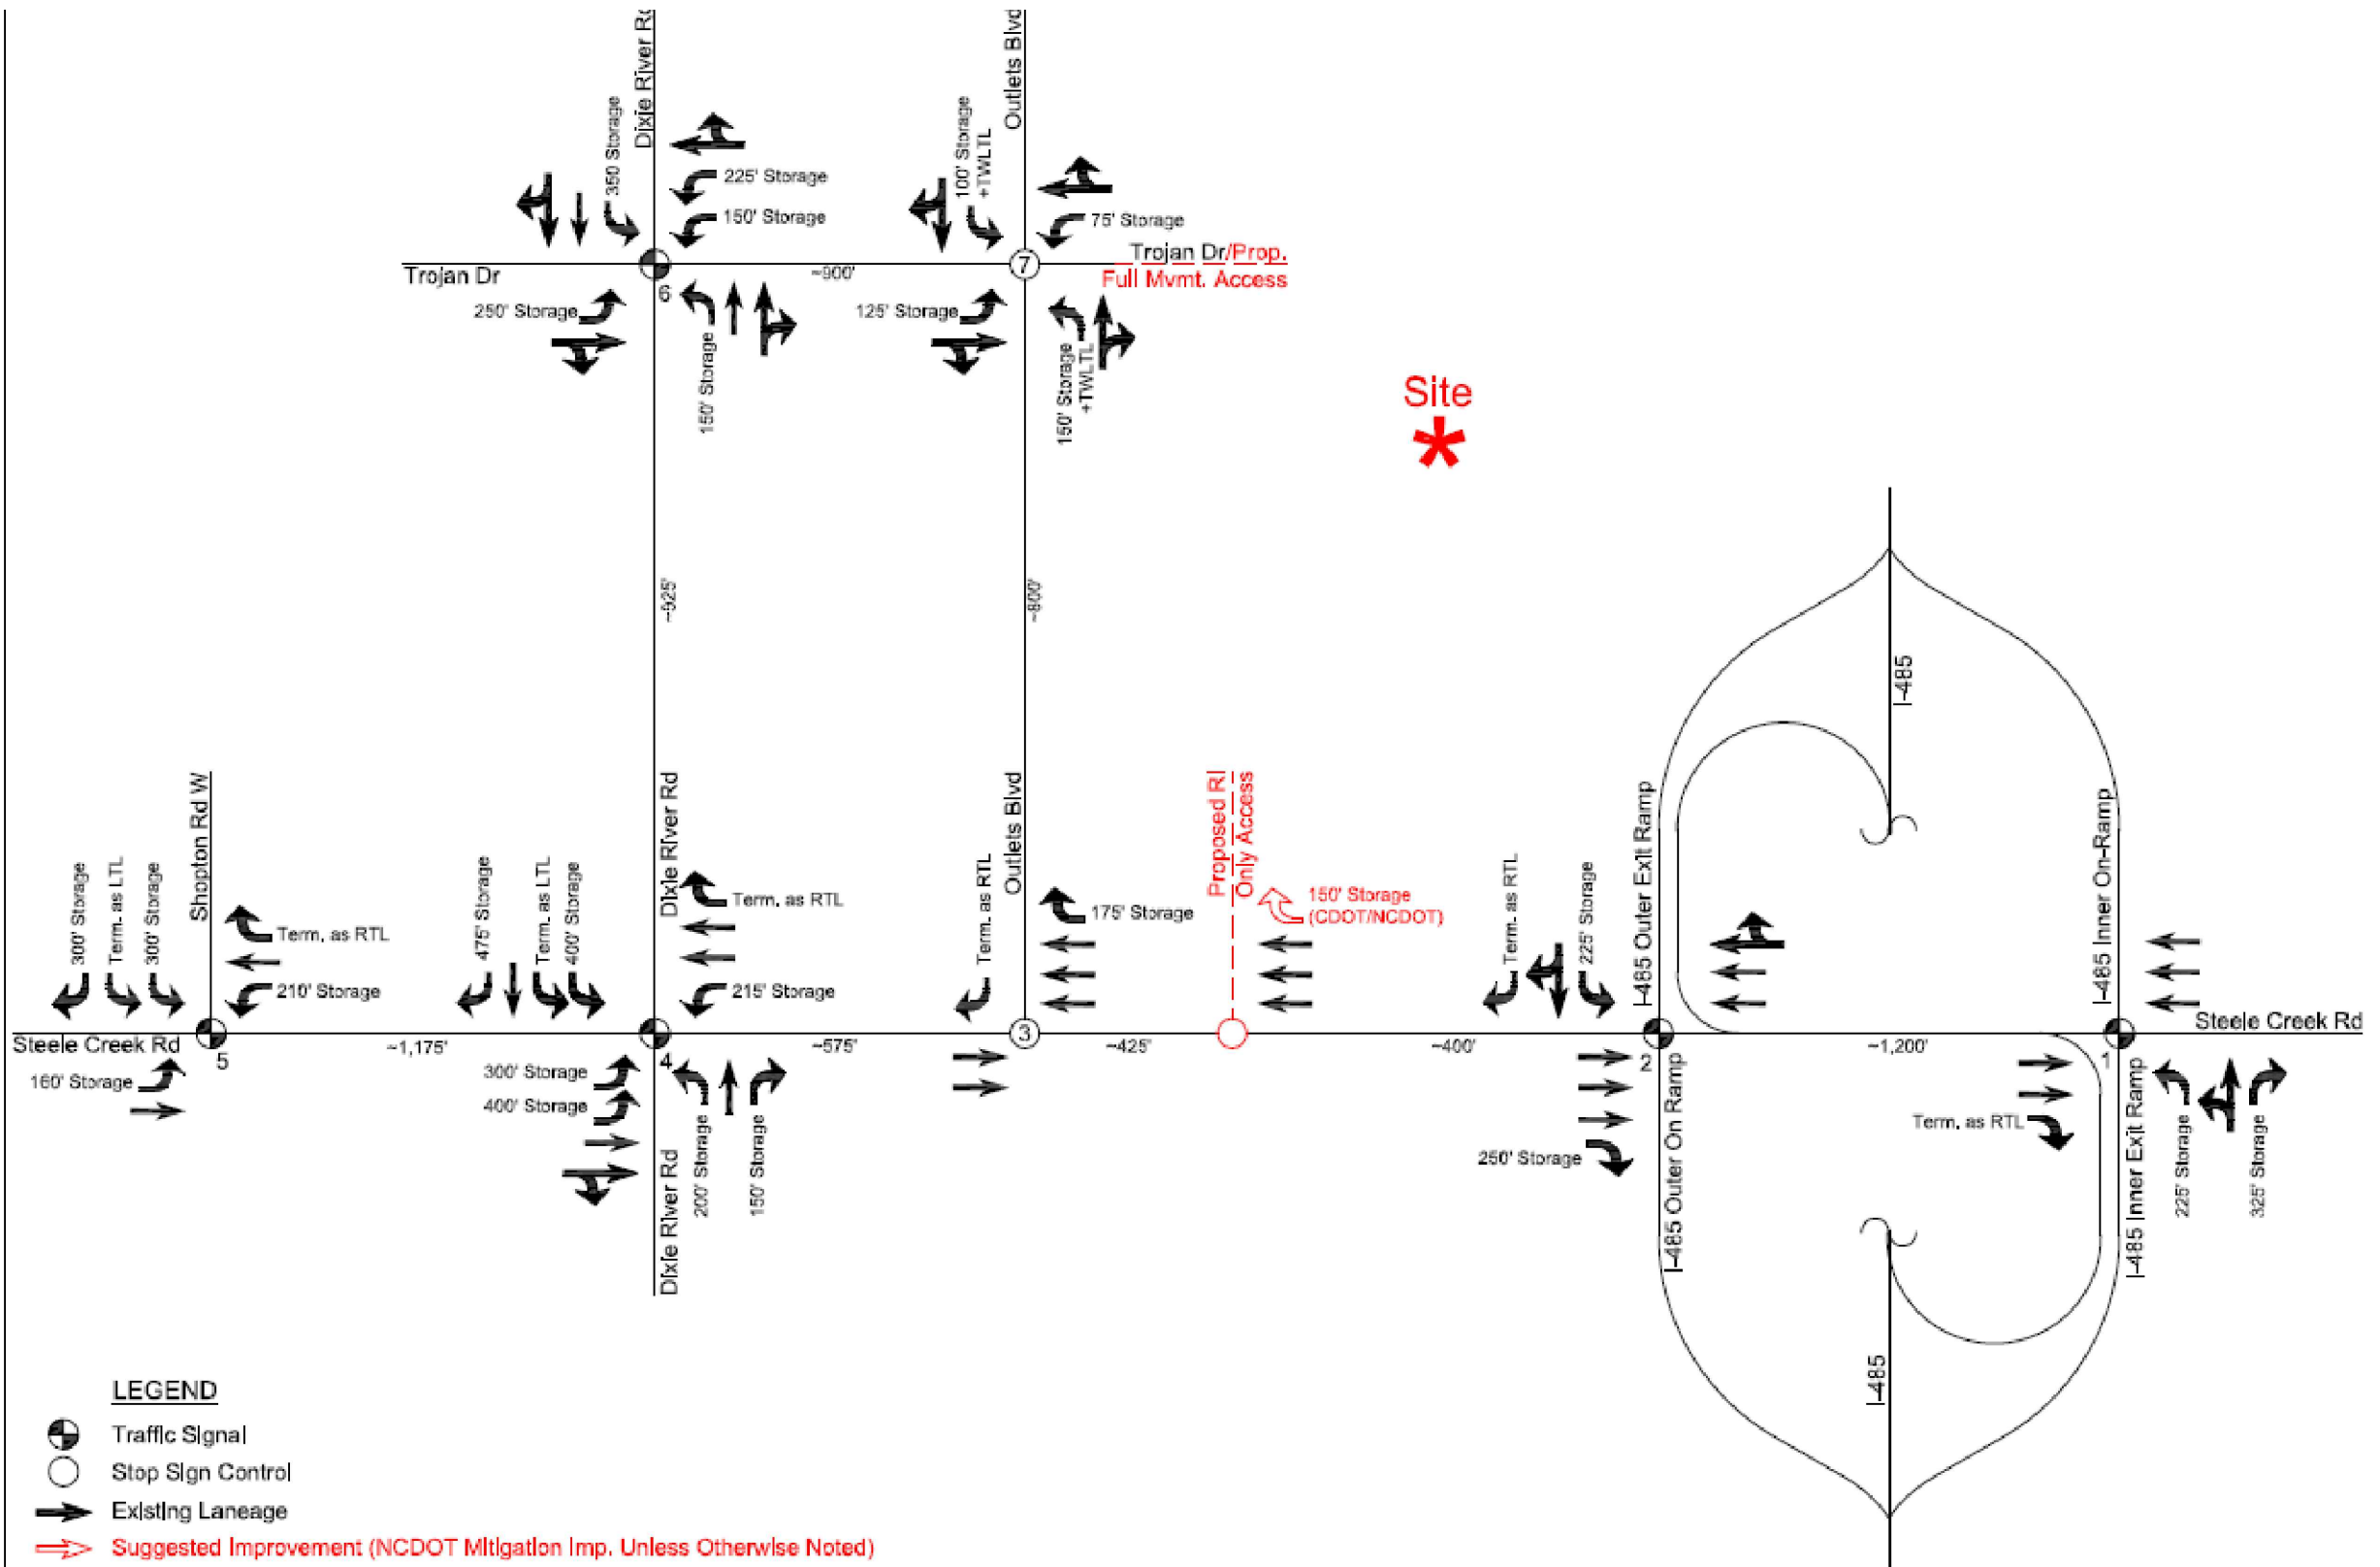 Dixie River Rd
Outlets Blvd
350 Storage
225' Storage
150' Storage
100' Storage
+TWLTL
75' Storage
Trojan Dr
~900'
7
Trojan Dr/Prop.
Full Mvmt. Access
6
250' Storage
125' Storage
150' Storage
150' Storage
+TWLTL
Site
*
~925'
~800'
I-485
Shopton Rd W
Dixie River Rd
Outlets Blvd
Proposed RI
Only Access
I-485 Outer Exit Ramp
I-485 Inner On-Ramp
300' Storage
Term. as LTL
300' Storage
Term. as RTL
210' Storage
475' Storage
Term. as LTL
400' Storage
Term. as RTL
215' Storage
Term. as RTL
175' Storage
150' Storage
(CDOT/NCDOT)
Term. as RTL
225' Storage
Steele Creek Rd
5
~1,175'
4
~575'
3
~425'
~400'
2
~1,200'
1
Steele Creek Rd
160' Storage
300' Storage
400' Storage
200' Storage
150' Storage
Dixie River Rd
250' Storage
I-485 Outer On Ramp
Term. as RTL
I-485 Inner Exit Ramp
225' Storage
325' Storage
I-485
LEGEND
Traffic Signal
Stop Sign Control
Existing Laneage
Suggested Improvement (NCDOT Mitigation Imp. Unless Otherwise Noted)